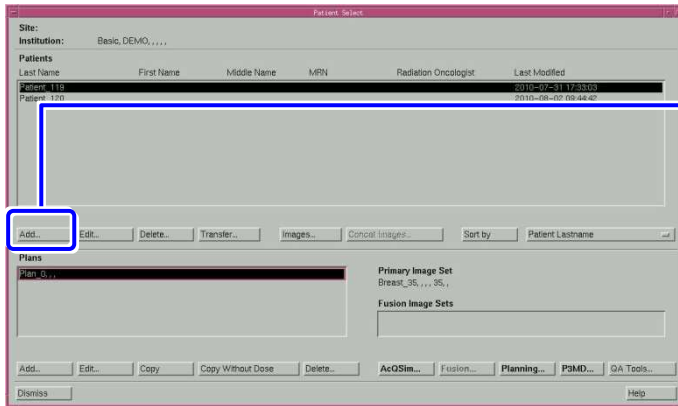 Patient Select
Site:
Institution: Basic, DEMO, , , , ,
Patients
Last Name First Name Middle Name MRN Radiation Oncologist Last Modified
Patient_119 2010-07-31 17:33:03
Patient_120 2010-08-02 09:44:42
Add... Edit... Delete... Transfer... Images... Concat Images... Sort by Patient Lastname
Plans
Plan_0, , ,
Primary Image Set
Breast_35, , , , 35, ,
Fusion Image Sets
Add... Edit... Copy Copy Without Dose Delete... AcQSim... Fusion... Planning... P3MD... QA Tools...
Dismiss Help